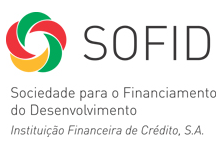 SOFID
Sociedade para o Financiamento
do Desenvolvimento
Instituição Financeira de Crédito, S.A.